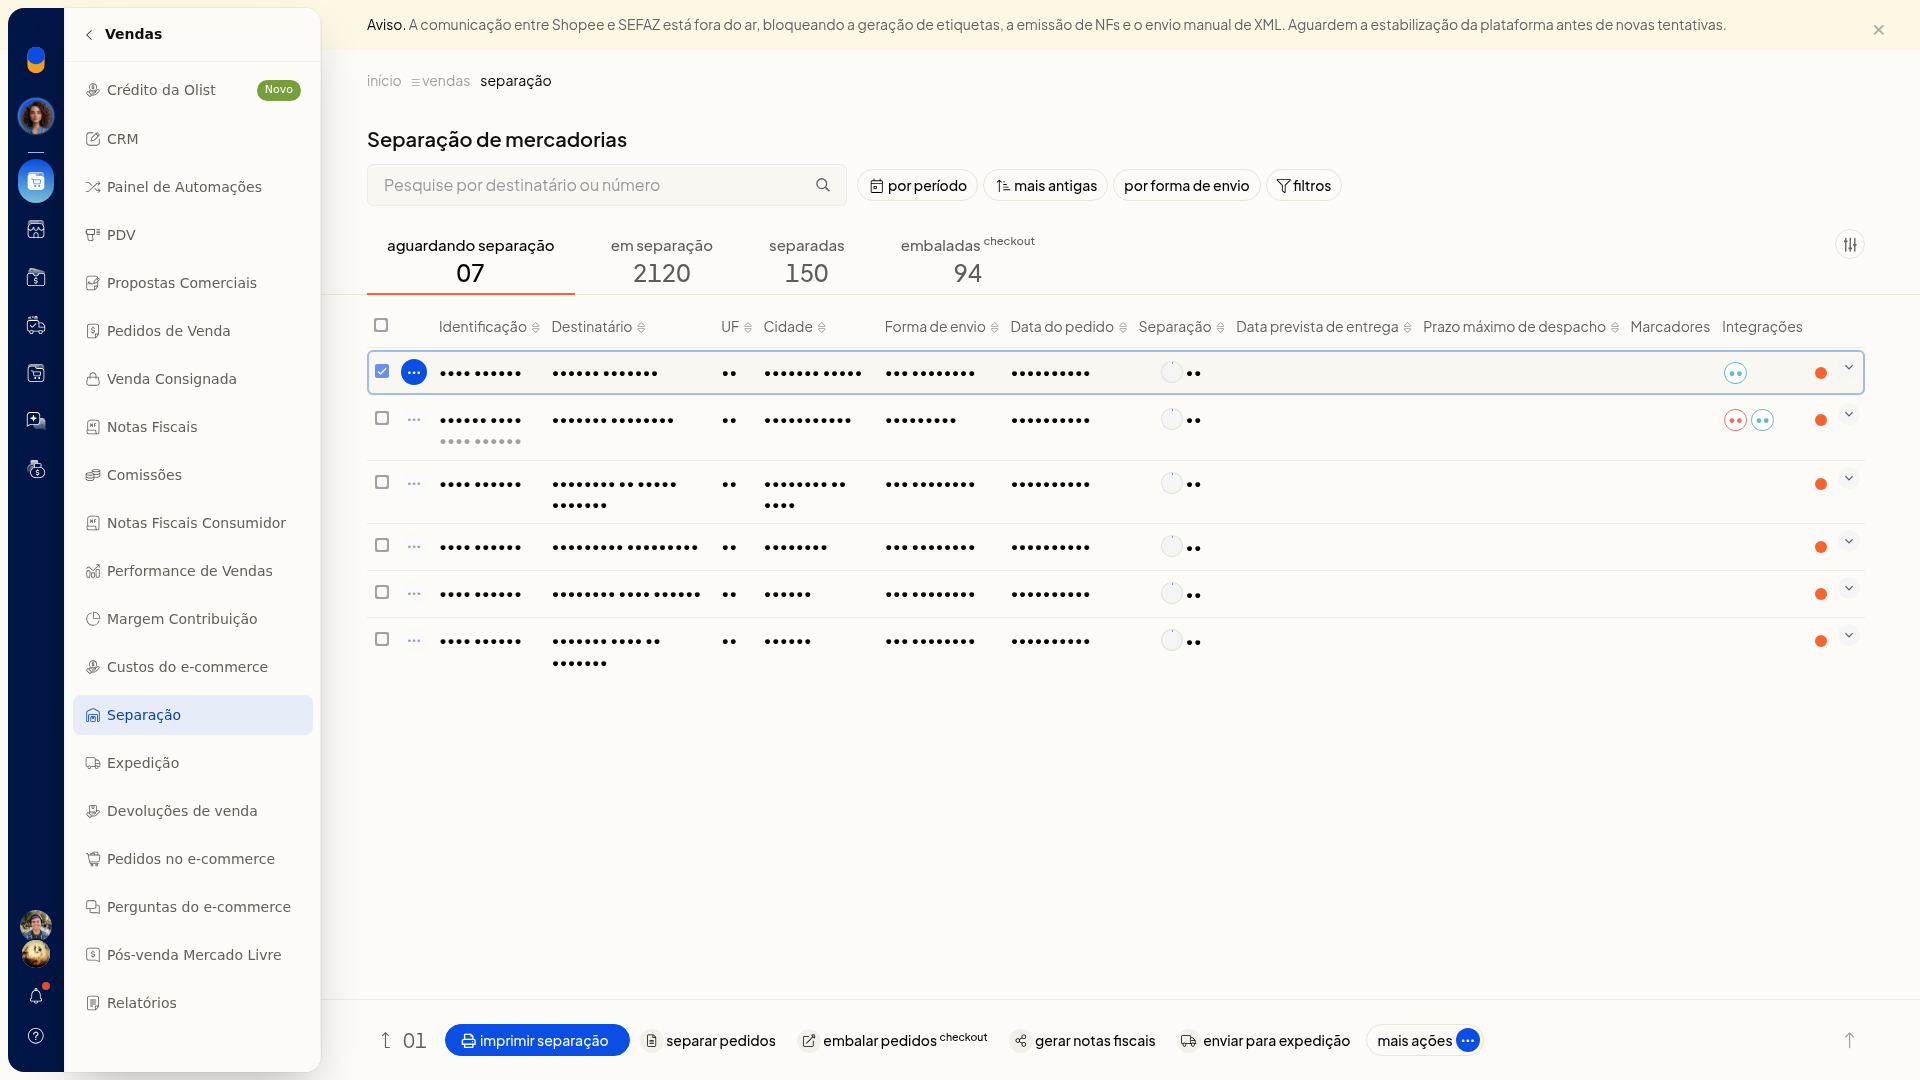 Aviso. A comunicação entre Shopee e SEFAZ está fora do ar, bloqueando a geração de etiquetas, a emissão de NFs e o envio manual de XML. Aguardem a estabilização da plataforma antes de novas tentativas.
Vendas
Crédito da Olist Novo
CRM
Painel de Automações
PDV
Propostas Comerciais
Pedidos de Venda
Venda Consignada
Notas Fiscais
Comissões
Notas Fiscais Consumidor
Performance de Vendas
Margem Contribuição
Custos do e-commerce
Separação
Expedição
Devoluções de venda
Pedidos no e-commerce
Perguntas do e-commerce
Pós-venda Mercado Livre
Relatórios
início vendas separação
Separação de mercadorias
Pesquise por destinatário ou número
por período mais antigas por forma de envio filtros
aguardando separação em separação separadas embaladas checkout
07 2120 150 94
Identificação Destinatário UF Cidade Forma de envio Data do pedido Separação Data prevista de entrega Prazo máximo de despacho Marcadores Integrações
01 imprimir separação separar pedidos embalar pedidos checkout gerar notas fiscais enviar para expedição mais ações